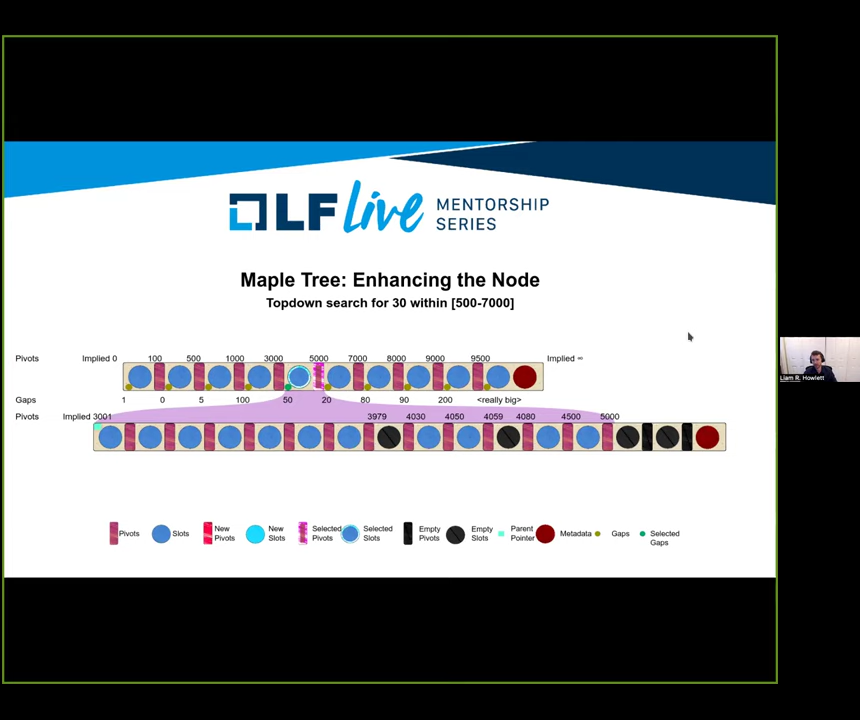 LF Live MENTORSHIP
SERIES
Maple Tree: Enhancing the Node
Topdown search for 30 within [500-7000]
Pivots Implied 0 100 500 1000 3000 5000 7000 8000 9000 9500 Implied ∞
Gaps 1 0 5 100 50 20 80 90 200 <really big>
Pivots Implied 3001 3979 4030 4050 4059 4080 4500 5000
Pivots Slots New Pivots New Slots Selected Pivots Selected Slots Empty Pivots Empty Slots Parent Pointer Metadata Gaps Selected Gaps
Liam R. Howlett